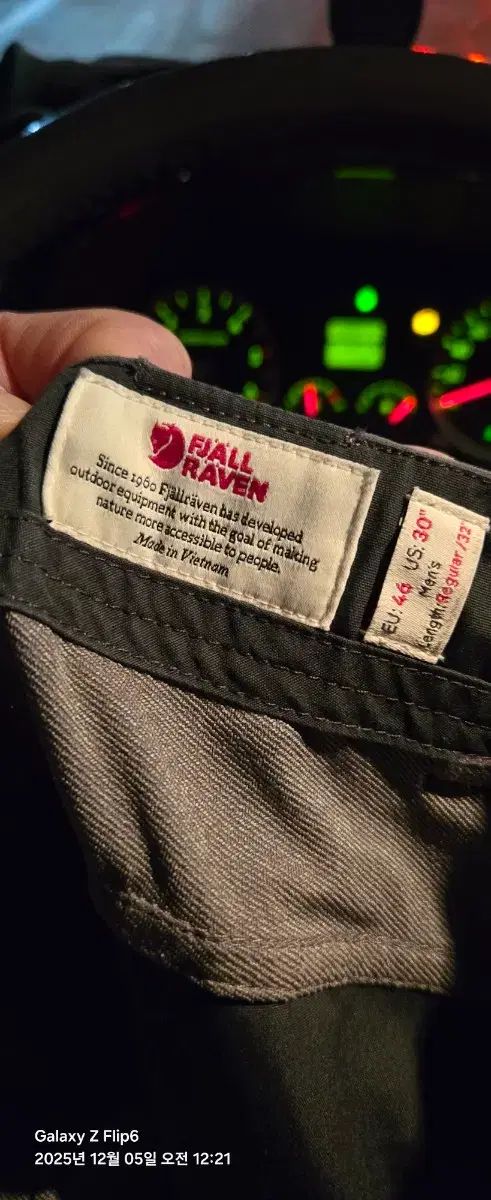 FJÄLL
RÄVEN
Since 1960 Fjällräven has developed
outdoor equipment with the goal of making
nature more accessible to people.
Made in Vietnam
EU: 46 US: 30"
Men's
Length: Regular/32"
Galaxy Z Flip6
2025년 12월 05일 오전 12:21